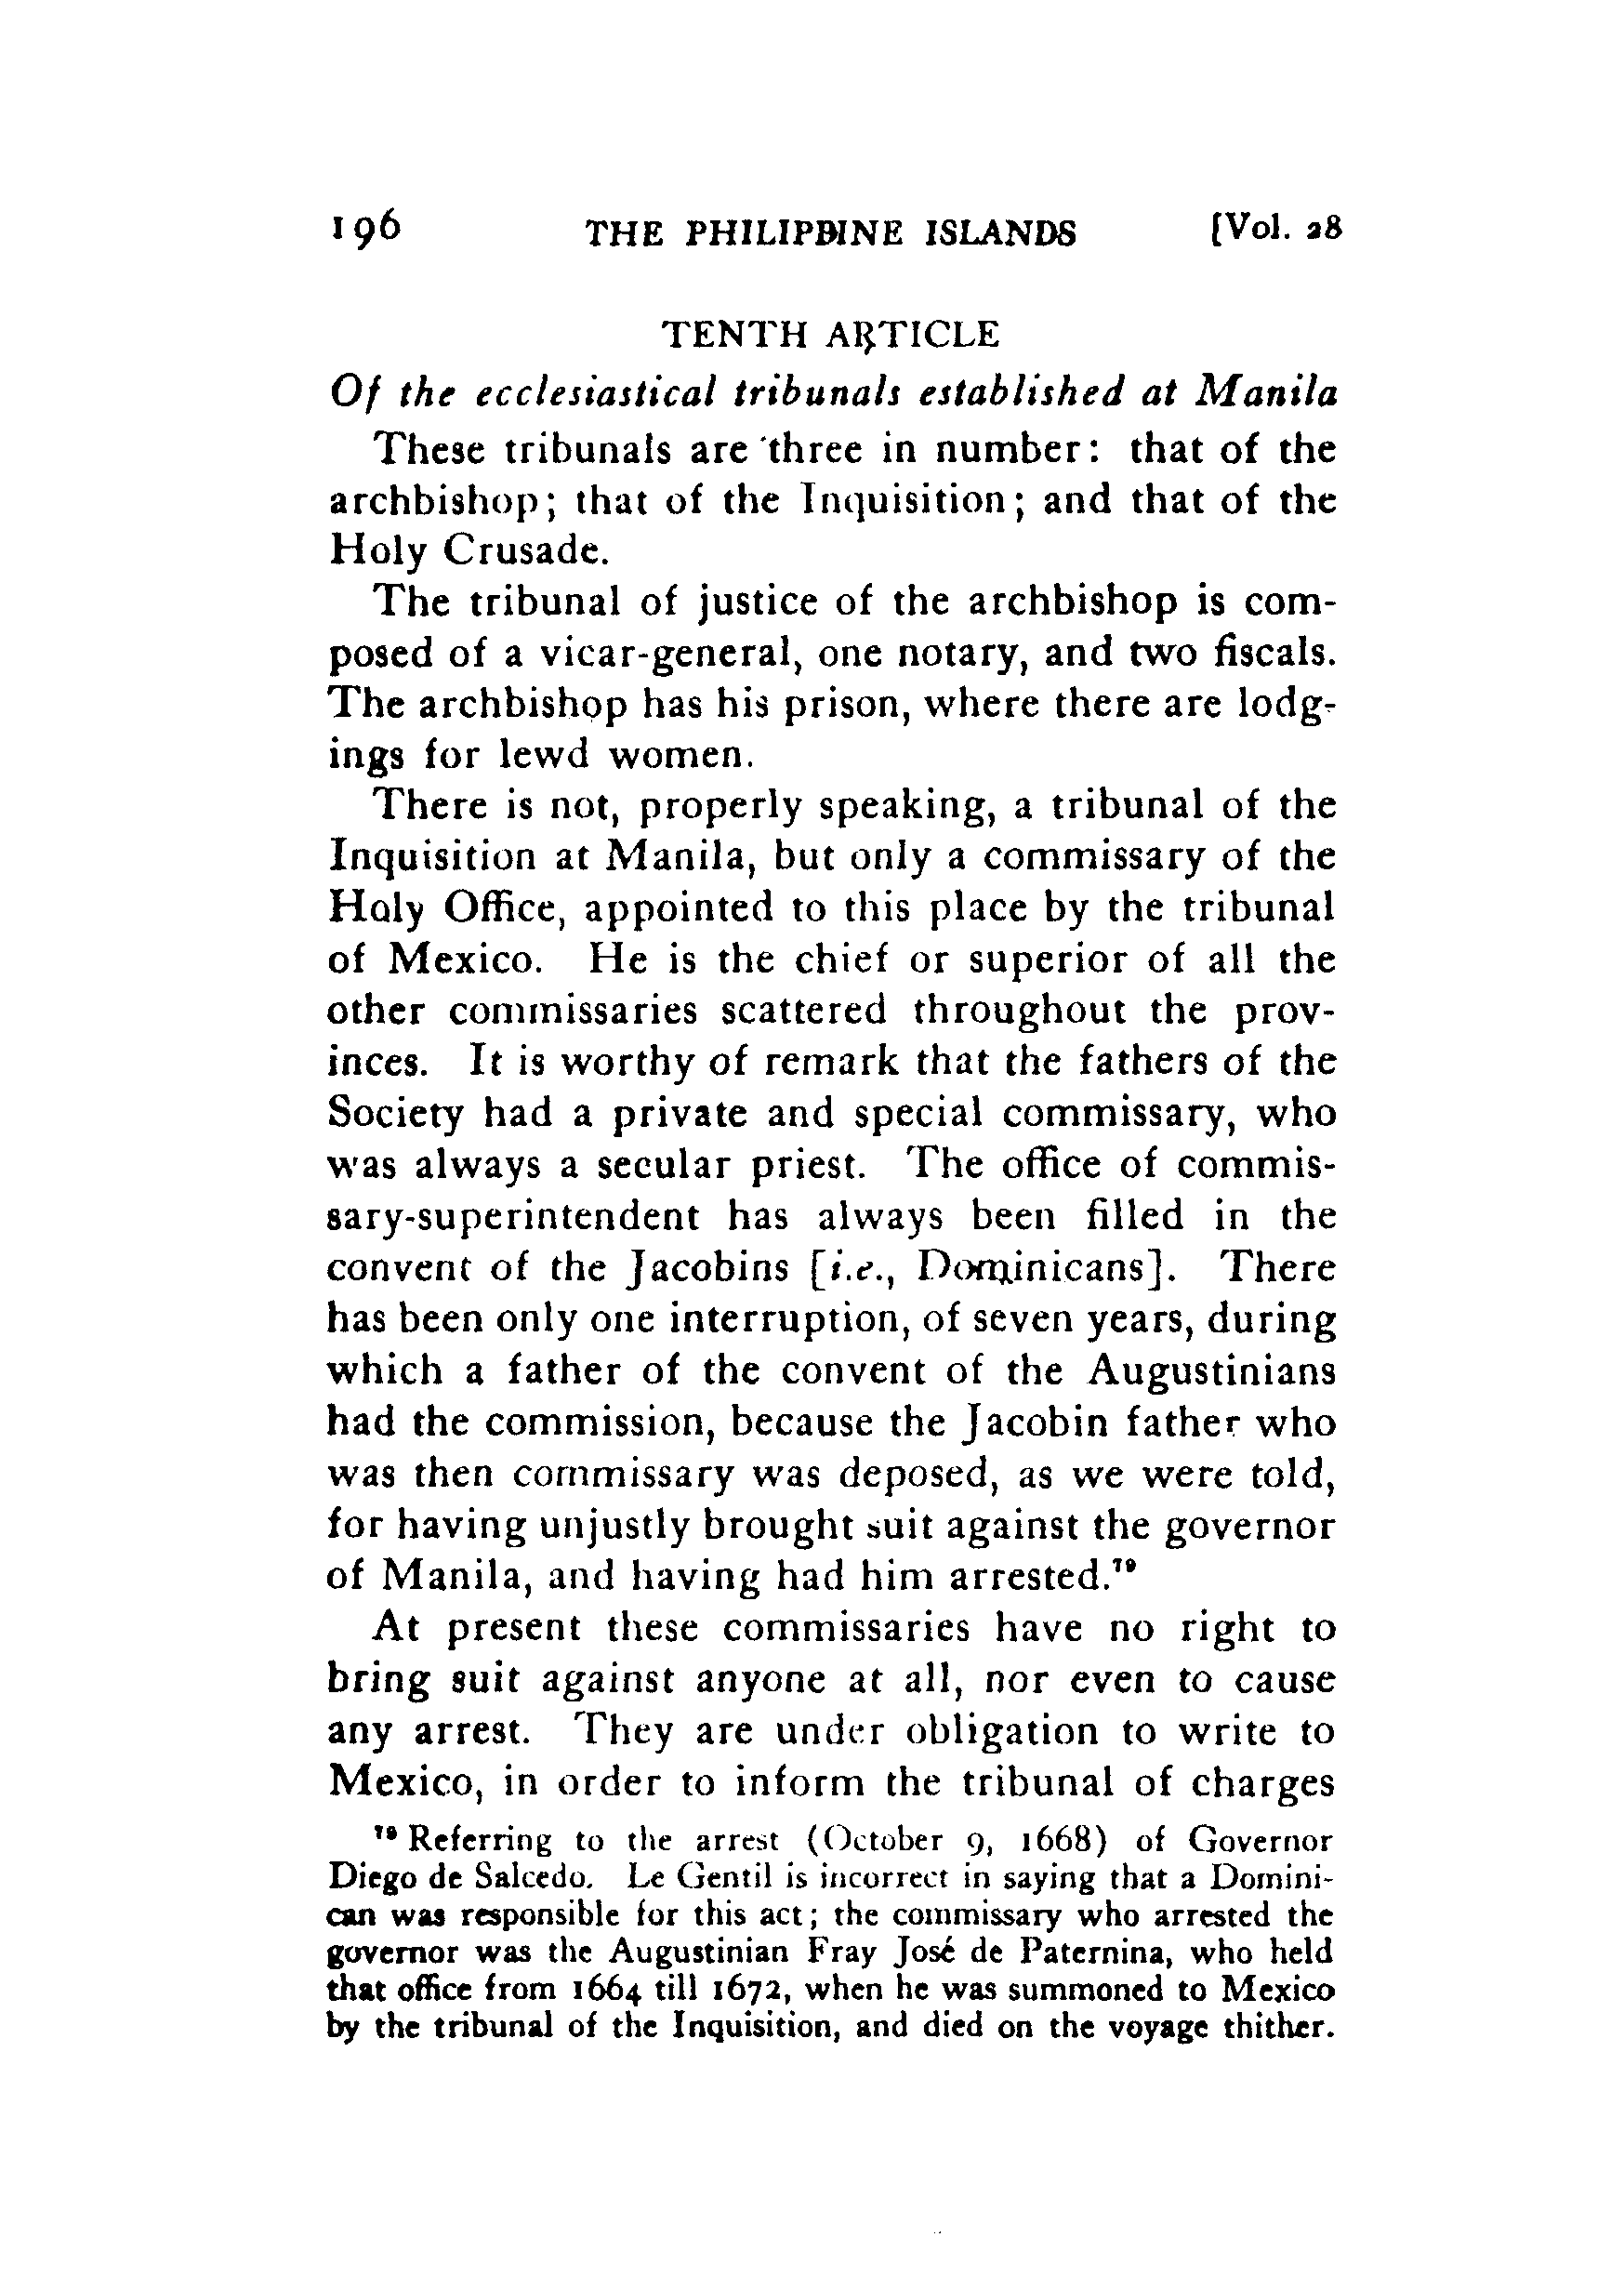 196 THE PHILIPPINE ISLANDS [Vol. 28
TENTH ARTICLE
Of the ecclesiastical tribunals established at Manila
These tribunals are three in number: that of the
archbishop; that of the Inquisition; and that of the
Holy Crusade.
The tribunal of justice of the archbishop is com-
posed of a vicar-general, one notary, and two fiscals.
The archbishop has his prison, where there are lodg-
ings for lewd women.
There is not, properly speaking, a tribunal of the
Inquisition at Manila, but only a commissary of the
Holy Office, appointed to this place by the tribunal
of Mexico. He is the chief or superior of all the
other commissaries scattered throughout the prov-
inces. It is worthy of remark that the fathers of the
Society had a private and special commissary, who
was always a secular priest. The office of commis-
sary-superintendent has always been filled in the
convent of the Jacobins [i.e., Dominicans]. There
has been only one interruption, of seven years, during
which a father of the convent of the Augustinians
had the commission, because the Jacobin father who
was then commissary was deposed, as we were told,
for having unjustly brought suit against the governor
of Manila, and having had him arrested.⁷⁹
At present these commissaries have no right to
bring suit against anyone at all, nor even to cause
any arrest. They are under obligation to write to
Mexico, in order to inform the tribunal of charges
⁷⁹ Referring to the arrest (October 9, 1668) of Governor
Diego de Salcedo. Le Gentil is incorrect in saying that a Domini-
can was responsible for this act; the commissary who arrested the
governor was the Augustinian Fray José de Paternina, who held
that office from 1664 till 1672, when he was summoned to Mexico
by the tribunal of the Inquisition, and died on the voyage thither.